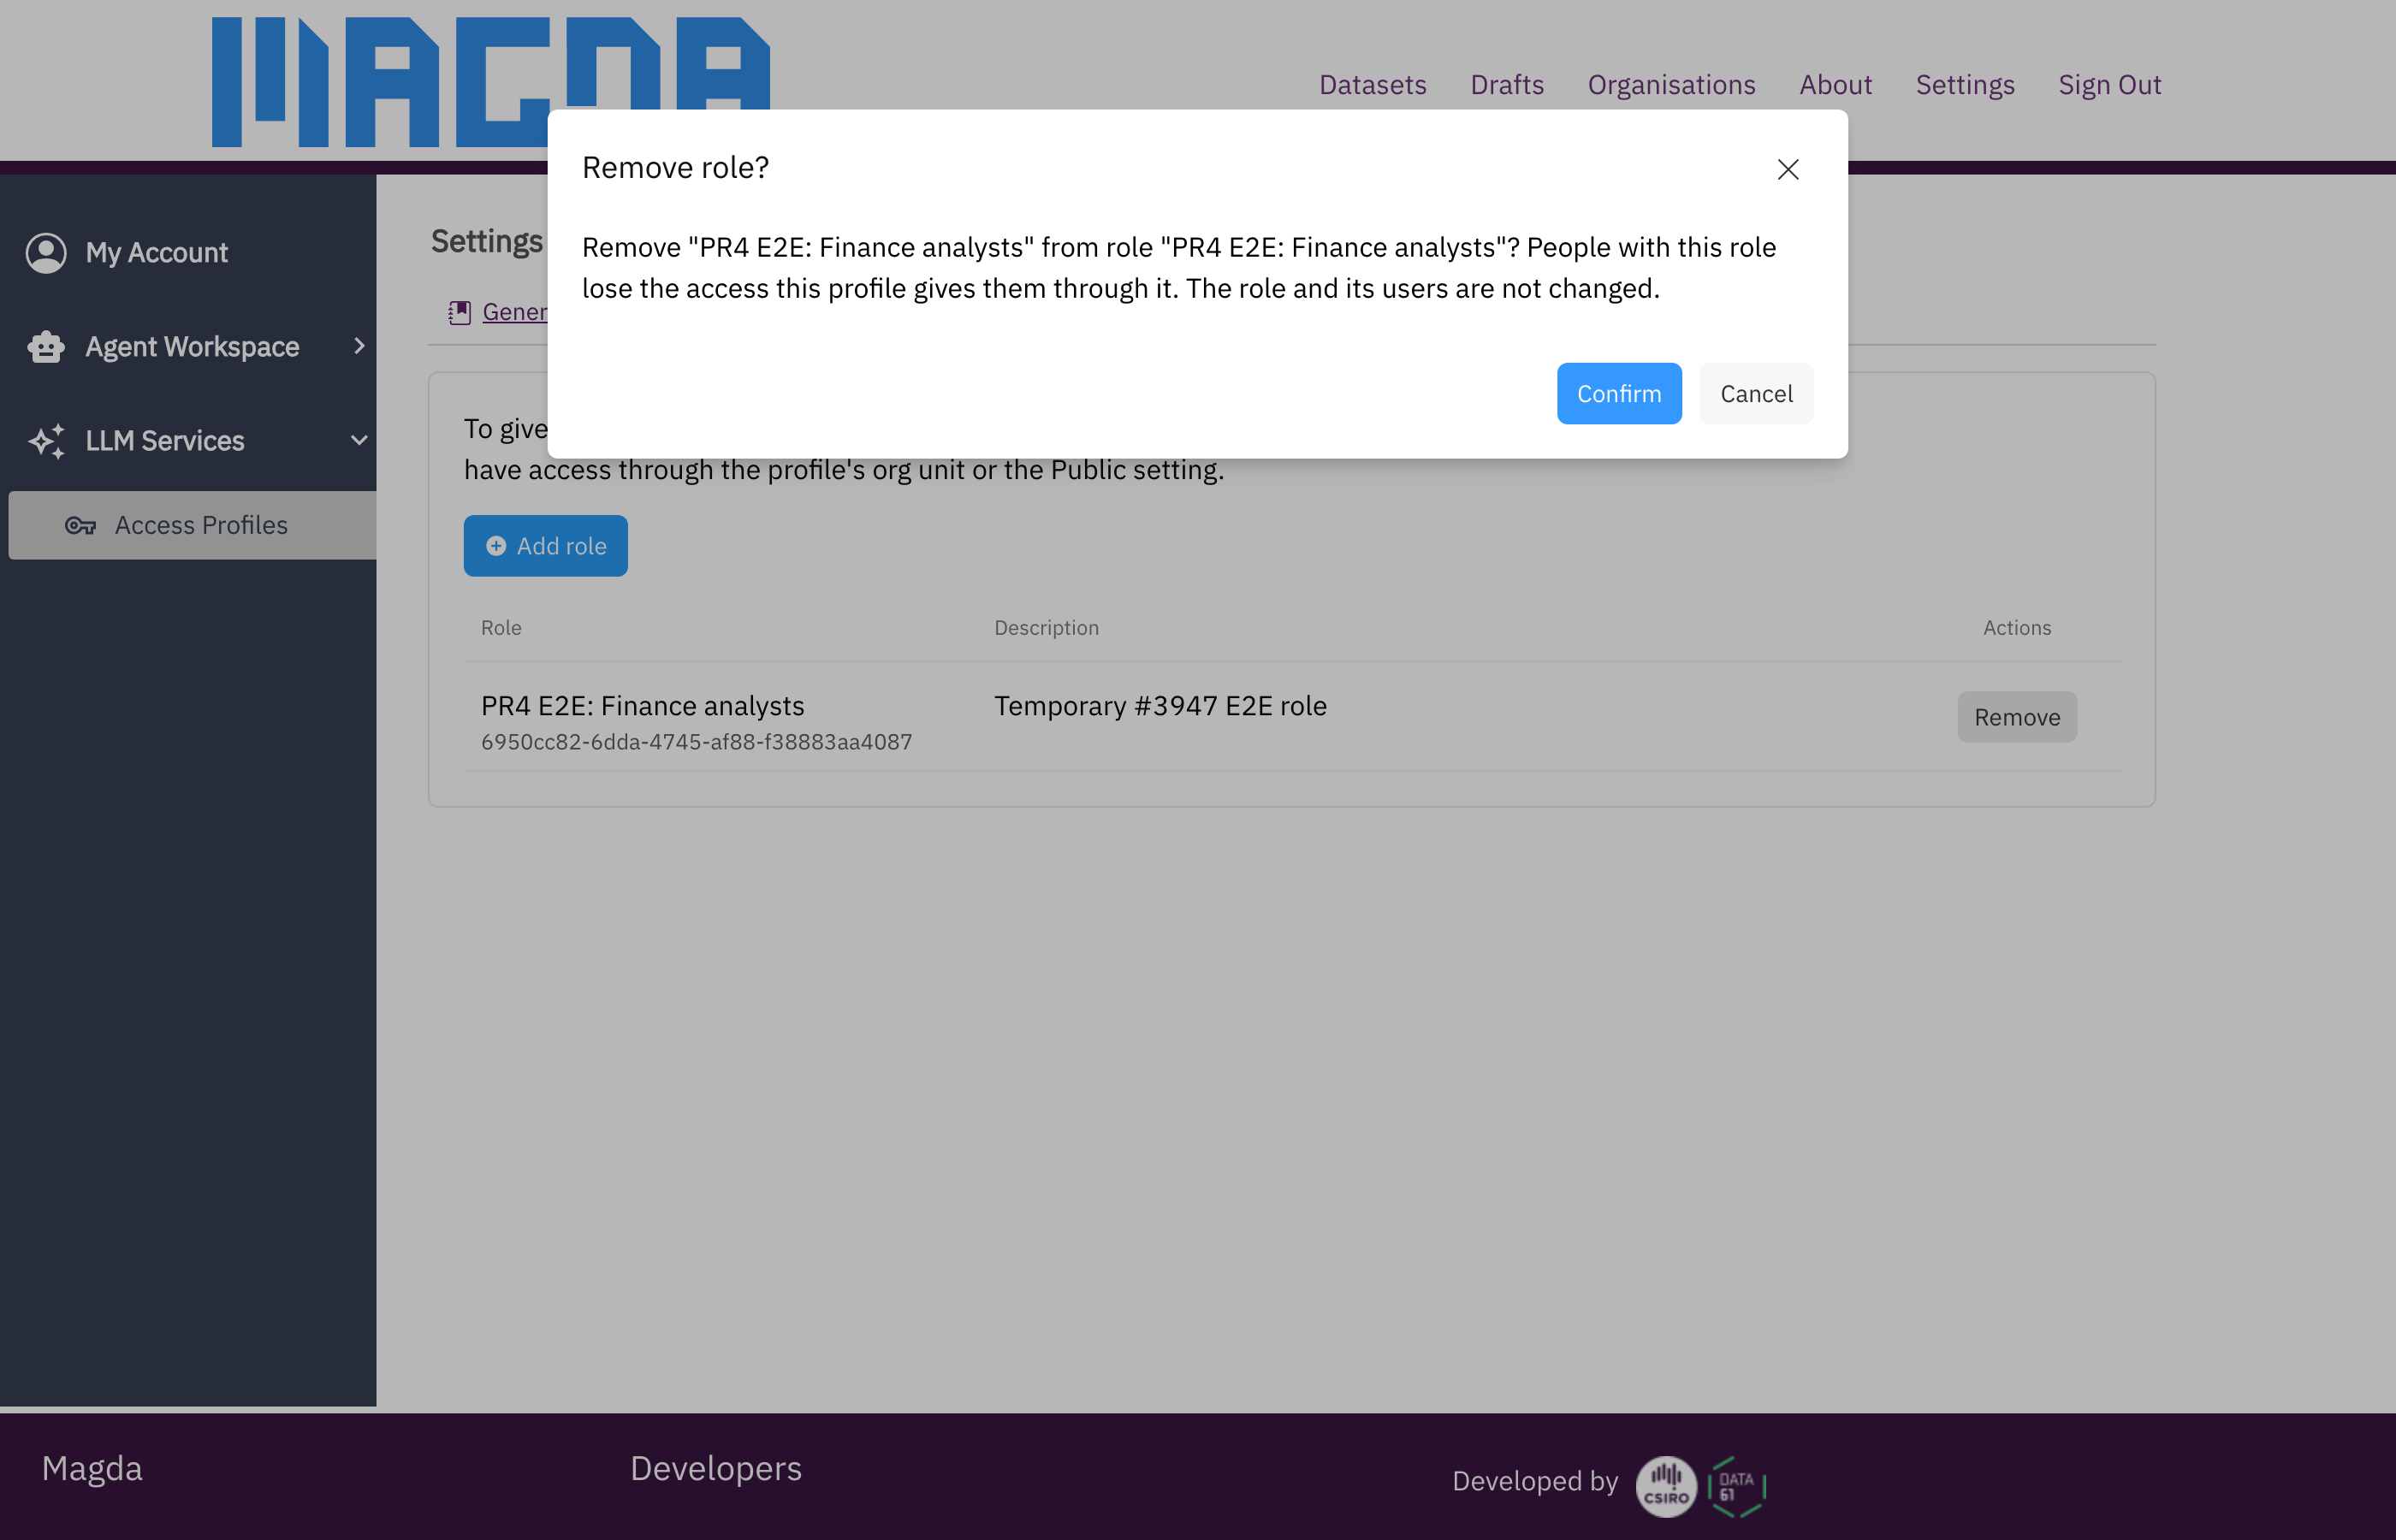 MAGDA
Datasets Drafts Organisations About Settings Sign Out
Remove role?
Remove "PR4 E2E: Finance analysts" from role "PR4 E2E: Finance analysts"? People with this role
lose the access this profile gives them through it. The role and its users are not changed.
Confirm Cancel
My Account
Agent Workspace
LLM Services
Access Profiles
Settings
Gener
To give
have access through the profile's org unit or the Public setting.
Add role
Role Description Actions
PR4 E2E: Finance analysts Temporary #3947 E2E role Remove
6950cc82-6dda-4745-af88-f38883aa4087
Magda Developers Developed by
CSIRO
DATA
61